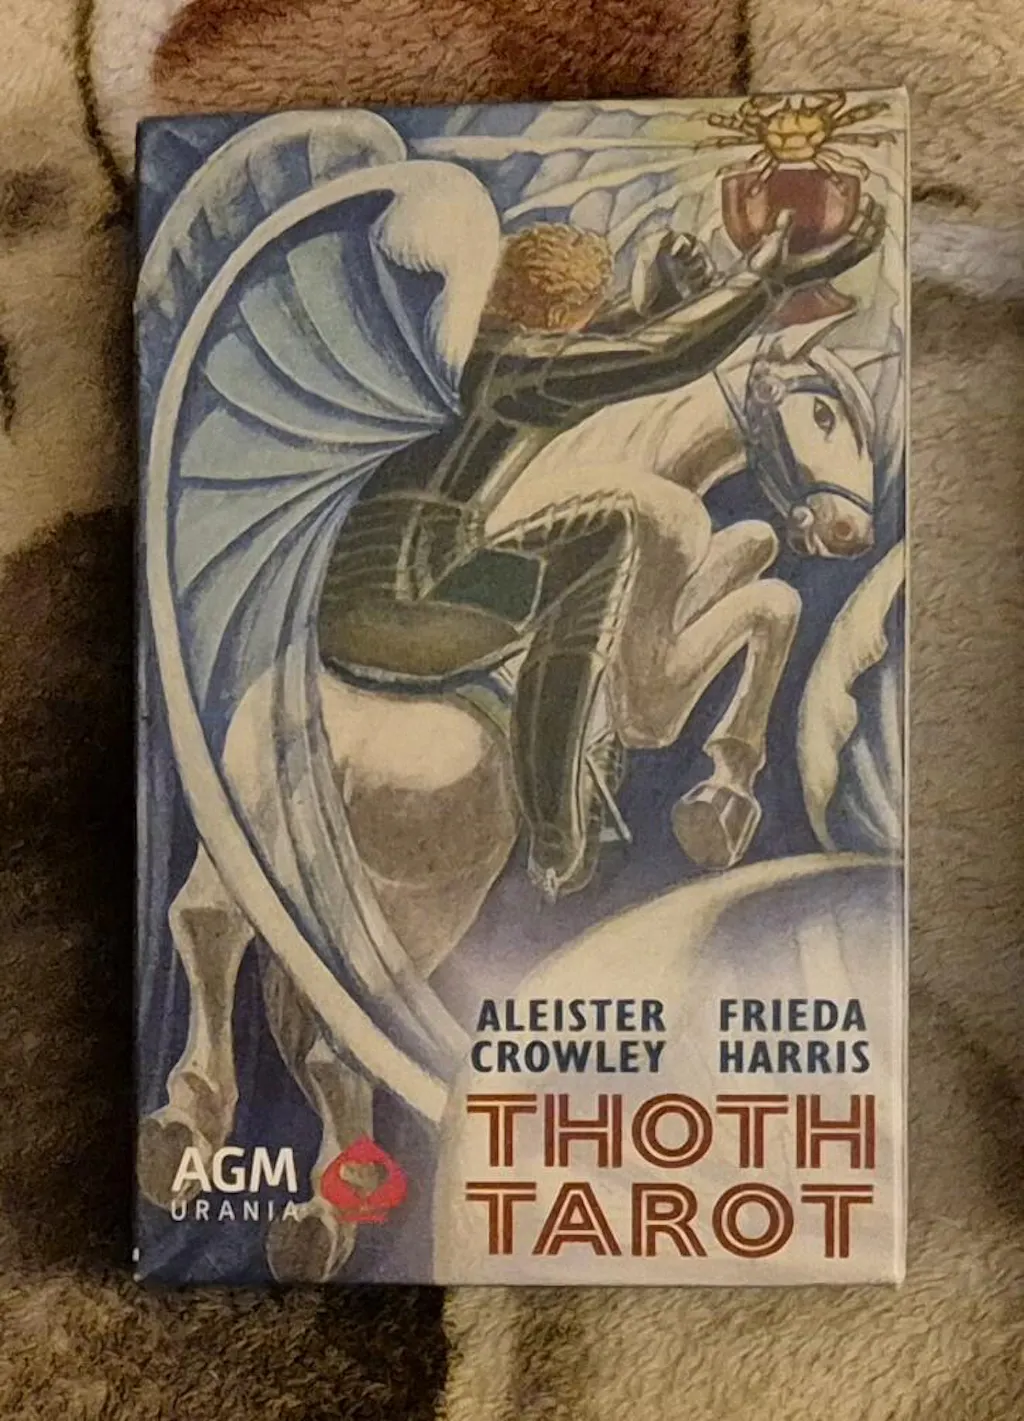 ALEISTER FRIEDA
CROWLEY HARRIS
THOTH
TAROT
AGM
URANIA